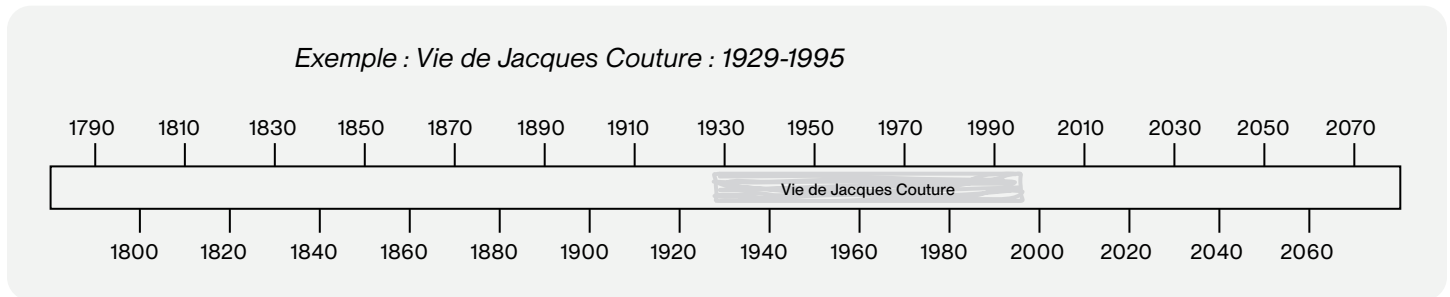 Exemple : Vie de Jacques Couture : 1929-1995
1790 1810 1830 1850 1870 1890 1910 1930 1950 1970 1990 2010 2030 2050 2070
Vie de Jacques Couture
1800 1820 1840 1860 1880 1900 1920 1940 1960 1980 2000 2020 2040 2060